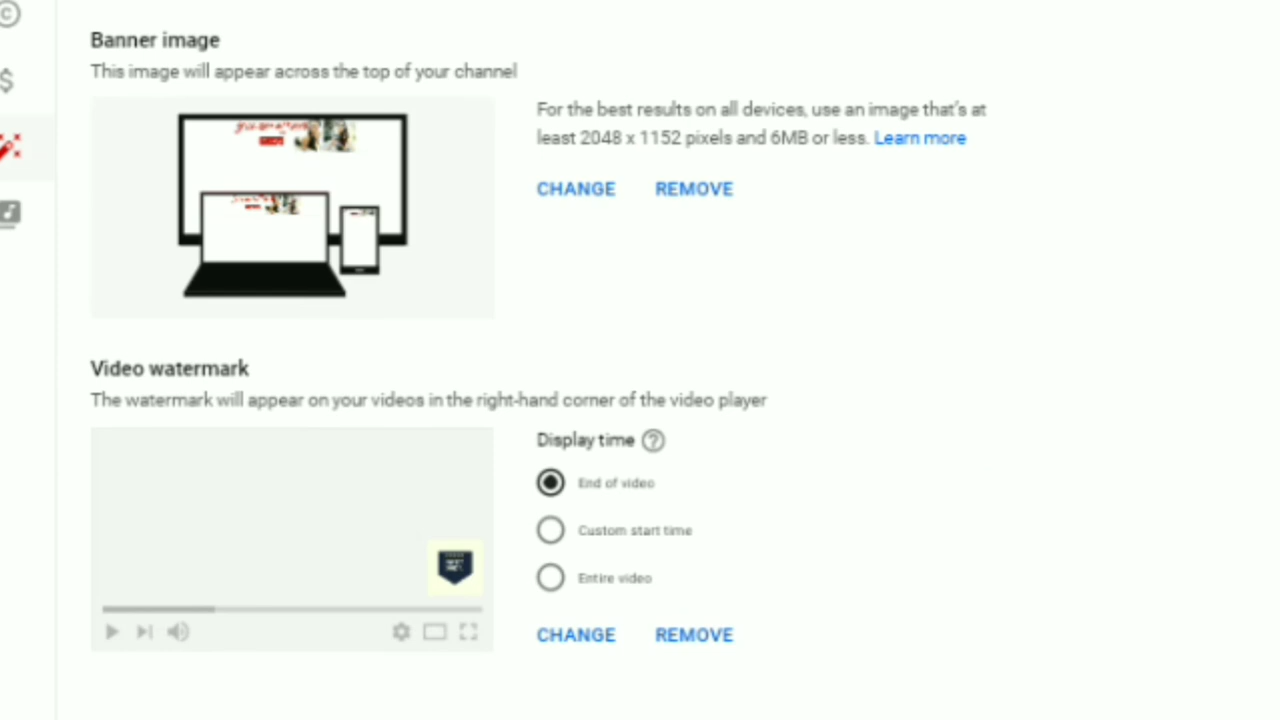 Banner image
This image will appear across the top of your channel
For the best results on all devices, use an image that's at
least 2048 x 1152 pixels and 6MB or less. Learn more
CHANGE REMOVE
Video watermark
The watermark will appear on your videos in the right-hand corner of the video player
Display time
End of video
Custom start time
Entire video
CHANGE REMOVE